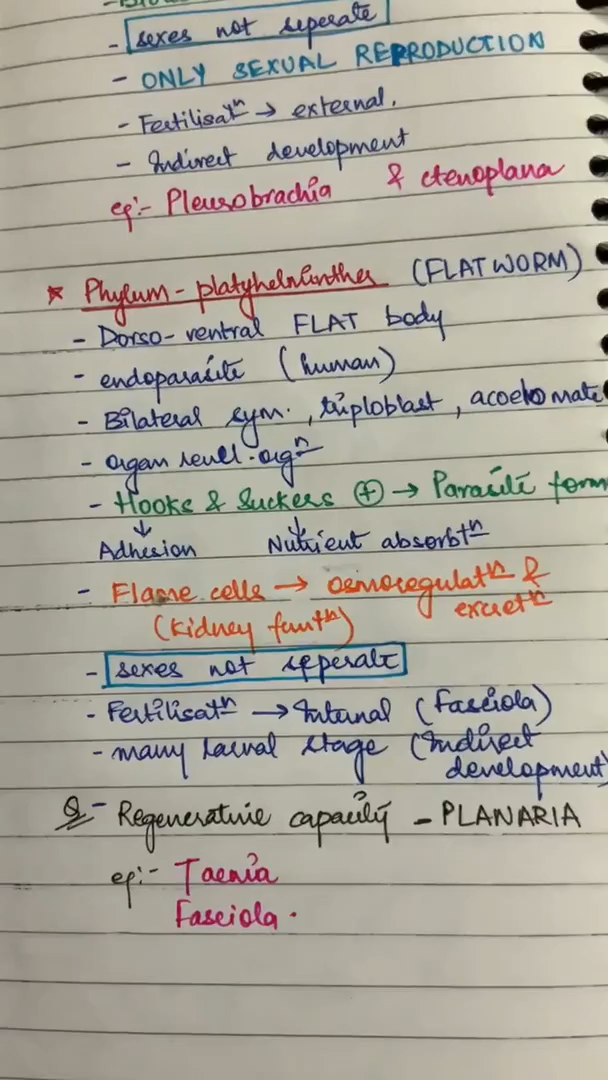 - sexes not seperate
- ONLY SEXUAL REPRODUCTION
- Fertilisatⁿ → external.
- Indirect development
eg:- Pleurobrachia & ctenoplana
* Phylum - platyhelminthes (FLATWORM)
- Dorso-ventral FLAT body
- endoparasite (human)
- Bilateral sym., triploblast, acoelomate
- organ level. orgⁿ
- Hooks & Suckers ⊕ → Parasite form
↓ ↓
Adhesion Nutrient absorbtⁿ
- Flame cells → osmoregulatⁿ &
excretⁿ
(kidney functⁿ)
- sexes not seperate
- Fertilisatⁿ → Internal (Fasciola)
- many larval stage (Indirect
development)
Q - Regenerative capacity - PLANARIA
eg:- Taenia
Fasciola.